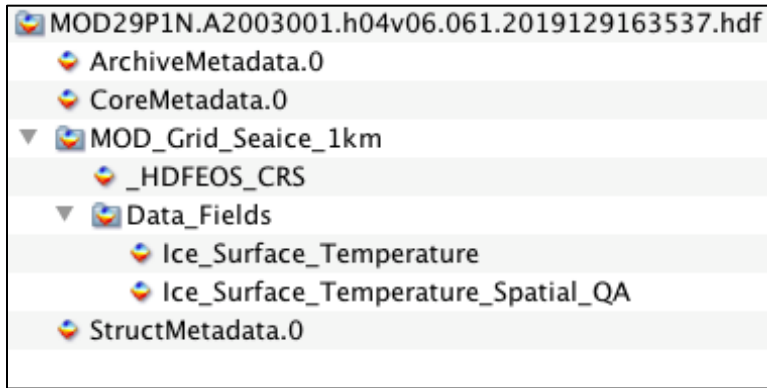 MOD29P1N.A2003001.h04v06.061.2019129163537.hdf
ArchiveMetadata.0
CoreMetadata.0
MOD_Grid_Seaice_1km
_HDFEOS_CRS
Data_Fields
Ice_Surface_Temperature
Ice_Surface_Temperature_Spatial_QA
StructMetadata.0